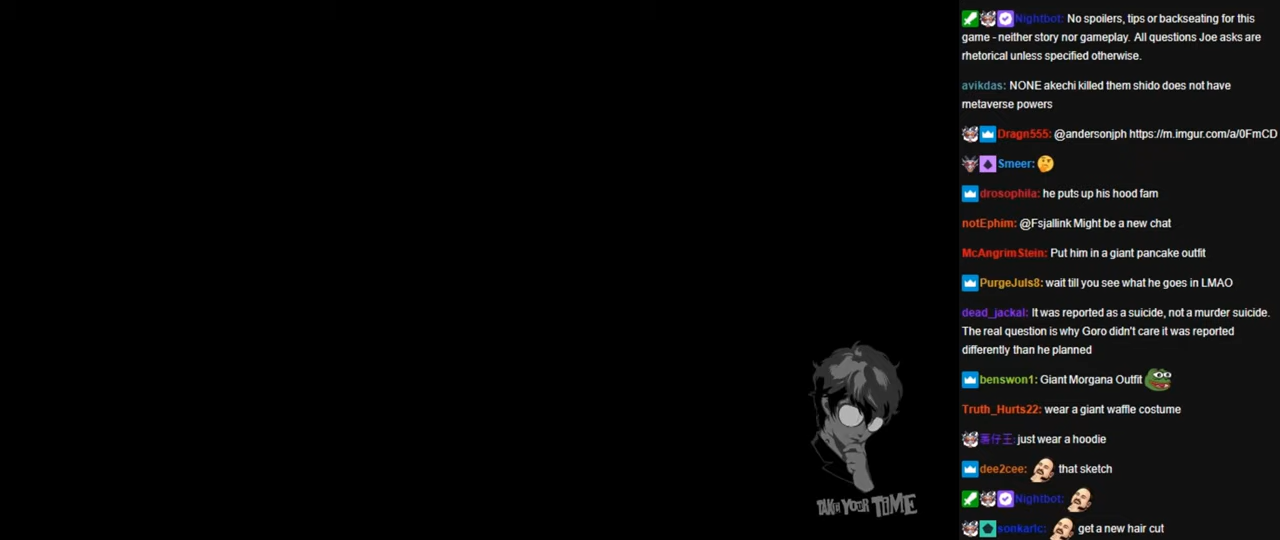 TAKE YOUR TIME
Nightbot: No spoilers, tips or backseating for this
game - neither story nor gameplay. All questions Joe asks are
rhetorical unless specified otherwise.
avikdas: NONE akechi killed them shido does not have
metaverse powers
Dragn555: @andersonjph https://m.imgur.com/a/0FmCD
Smeer:
drosophila: he puts up his hood fam
notEphim: @Fsjallink Might be a new chat
McAngrimStein: Put him in a giant pancake outfit
PurgeJuls8: wait till you see what he goes in LMAO
dead_jackal: It was reported as a suicide, not a murder suicide.
The real question is why Goro didn't care it was reported
differently than he planned
benswon1: Giant Morgana Outfit
Truth_Hurts22: wear a giant waffle costume
裏仔王: just wear a hoodie
dee2cee: that sketch
Nightbot:
sonkarlc: get a new hair cut